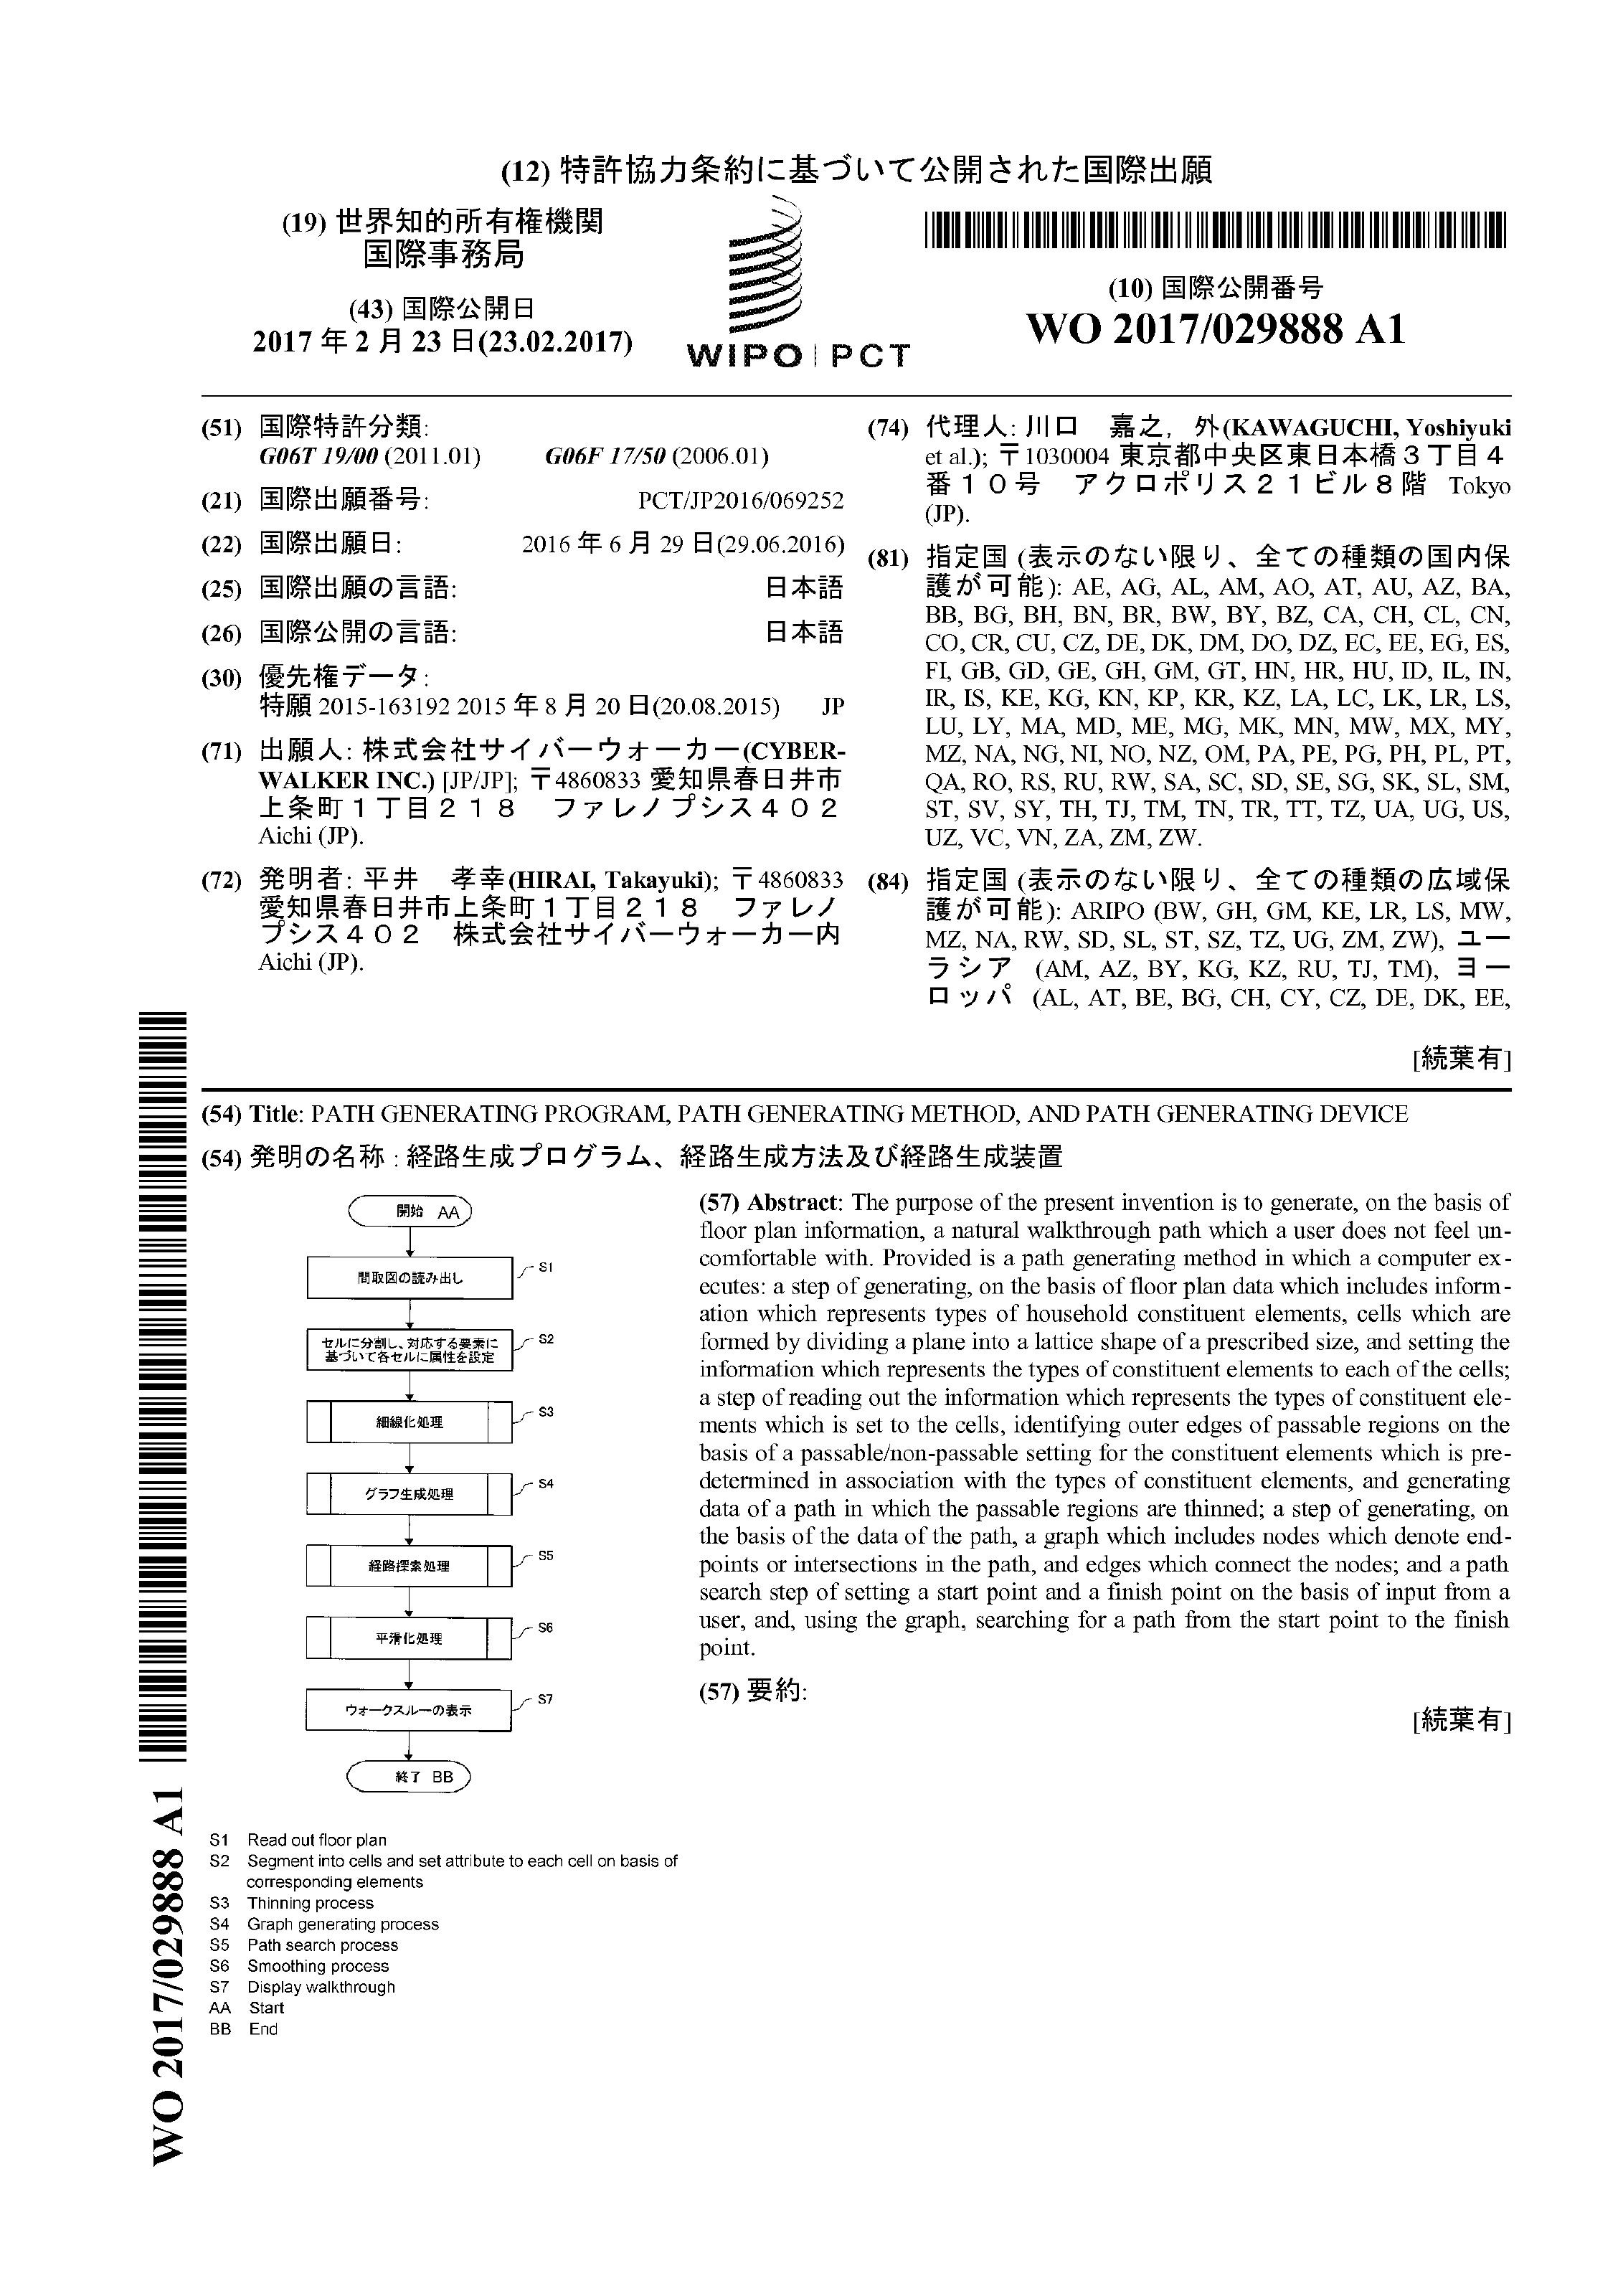 (12) 特許協力条約に基づいて公開された国際出願
(19) 世界知的所有権機関
国際事務局
(43) 国際公開日
2017 年 2 月 23 日(23.02.2017)
WIPO | PCT
(10) 国際公開番号
WO 2017/029888 A1
(51) 国際特許分類:
G06T 19/00 (2011.01) G06F 17/50 (2006.01)
(21) 国際出願番号: PCT/JP2016/069252
(22) 国際出願日: 2016 年 6 月 29 日(29.06.2016)
(25) 国際出願の言語: 日本語
(26) 国際公開の言語: 日本語
(30) 優先権データ:
特願 2015-163192 2015 年 8 月 20 日(20.08.2015) JP
(71) 出願人: 株式会社サイバーウォーカー(CYBER-
WALKER INC.) [JP/JP]; 〒4860833 愛知県春日井市
上条町1丁目218 ファレノプシス402
Aichi (JP).
(72) 発明者: 平井 孝幸(HIRAI, Takayuki); 〒4860833
愛知県春日井市上条町1丁目218 ファレノ
プシス402 株式会社サイバーウォーカー内
Aichi (JP).
(74) 代理人: 川口 嘉之, 外(KAWAGUCHI, Yoshiyuki
et al.); 〒1030004 東京都中央区東日本橋3丁目4
番10号 アクロポリス21ビル8階 Tokyo
(JP).
(81) 指定国 (表示のない限り、全ての種類の国内保
護が可能): AE, AG, AL, AM, AO, AT, AU, AZ, BA,
BB, BG, BH, BN, BR, BW, BY, BZ, CA, CH, CL, CN,
CO, CR, CU, CZ, DE, DK, DM, DO, DZ, EC, EE, EG, ES,
FI, GB, GD, GE, GH, GM, GT, HN, HR, HU, ID, IL, IN,
IR, IS, KE, KG, KN, KP, KR, KZ, LA, LC, LK, LR, LS,
LU, LY, MA, MD, ME, MG, MK, MN, MW, MX, MY,
MZ, NA, NG, NI, NO, NZ, OM, PA, PE, PG, PH, PL, PT,
QA, RO, RS, RU, RW, SA, SC, SD, SE, SG, SK, SL, SM,
ST, SV, SY, TH, TJ, TM, TN, TR, TT, TZ, UA, UG, US,
UZ, VC, VN, ZA, ZM, ZW.
(84) 指定国 (表示のない限り、全ての種類の広域保
護が可能): ARIPO (BW, GH, GM, KE, LR, LS, MW,
MZ, NA, RW, SD, SL, ST, SZ, TZ, UG, ZM, ZW), ユー
ラシア (AM, AZ, BY, KG, KZ, RU, TJ, TM), ヨー
ロッパ (AL, AT, BE, BG, CH, CY, CZ, DE, DK, EE,
[続葉有]
(54) Title: PATH GENERATING PROGRAM, PATH GENERATING METHOD, AND PATH GENERATING DEVICE
(54) 発明の名称 : 経路生成プログラム、経路生成方法及び経路生成装置
開始 AA
間取図の読み出し S1
セルに分割し、対応する要素に
基づいて各セルに属性を設定 S2
細線化処理 S3
グラフ生成処理 S4
経路探索処理 S5
平滑化処理 S6
ウォークスルーの表示 S7
終了 BB
S1 Read out floor plan
S2 Segment into cells and set attribute to each cell on basis of
corresponding elements
S3 Thinning process
S4 Graph generating process
S5 Path search process
S6 Smoothing process
S7 Display walkthrough
AA Start
BB End
(57) Abstract: The purpose of the present invention is to generate, on the basis of
floor plan information, a natural walkthrough path which a user does not feel un-
comfortable with. Provided is a path generating method in which a computer ex-
ecutes: a step of generating, on the basis of floor plan data which includes inform-
ation which represents types of household constituent elements, cells which are
formed by dividing a plane into a lattice shape of a prescribed size, and setting the
information which represents the types of constituent elements to each of the cells;
a step of reading out the information which represents the types of constituent ele-
ments which is set to the cells, identifying outer edges of passable regions on the
basis of a passable/non-passable setting for the constituent elements which is pre-
determined in association with the types of constituent elements, and generating
data of a path in which the passable regions are thinned; a step of generating, on
the basis of the data of the path, a graph which includes nodes which denote end-
points or intersections in the path, and edges which connect the nodes; and a path
search step of setting a start point and a finish point on the basis of input from a
user, and, using the graph, searching for a path from the start point to the finish
point.
(57) 要約:
[続葉有]
WO 2017/029888 A1